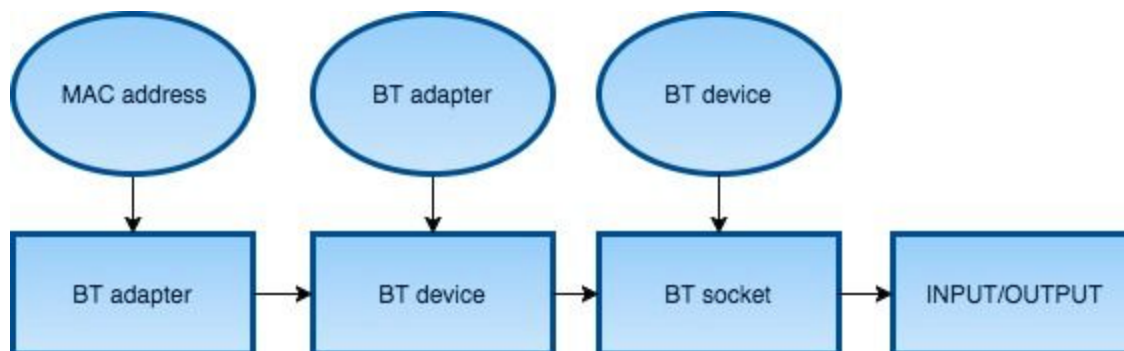 MAC address
BT adapter
BT device
BT adapter
BT device
BT socket
INPUT/OUTPUT